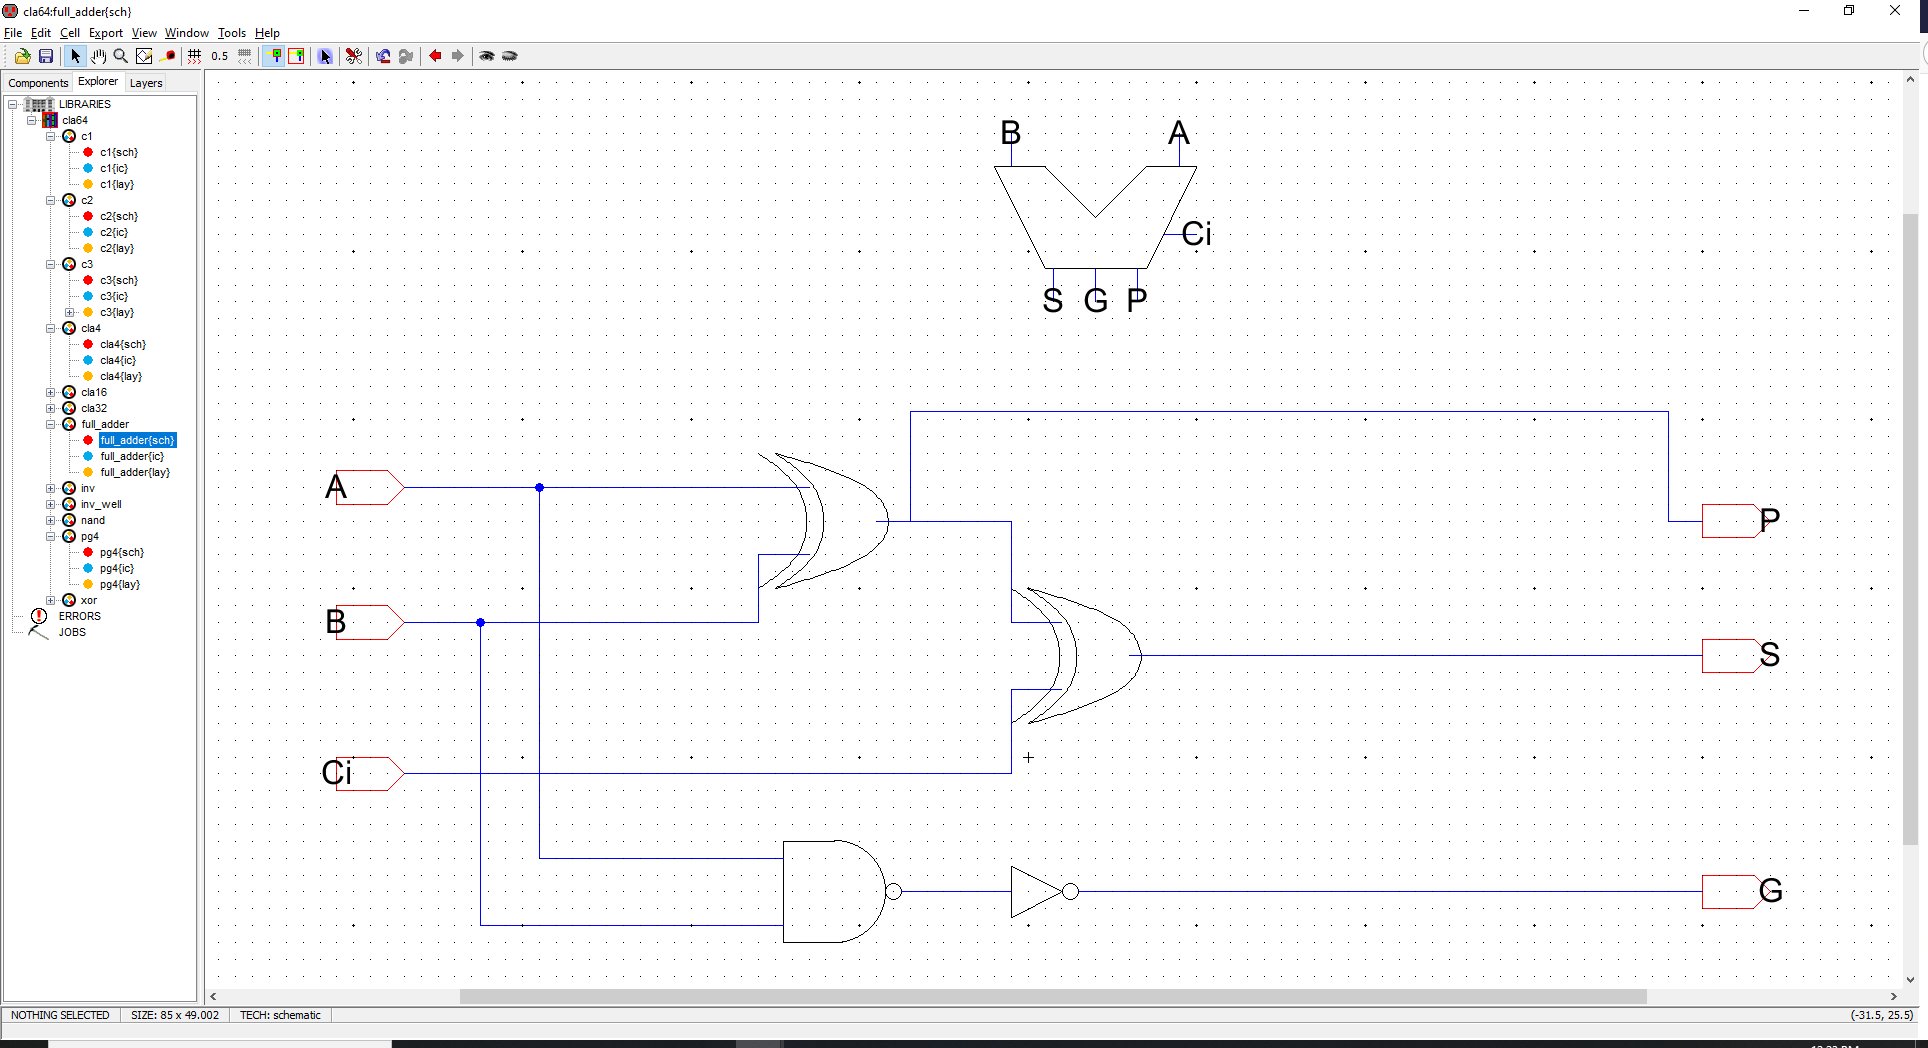 cla64:full_adder{sch}
File Edit Cell Export View Window Tools Help
0.5
Components Explorer Layers
LIBRARIES
cla64
c1
c1{sch}
c1{ic}
c1{lay}
c2
c2{sch}
c2{ic}
c2{lay}
c3
c3{sch}
c3{ic}
c3{lay}
cla4
cla4{sch}
cla4{ic}
cla4{lay}
cla16
cla32
full_adder
full_adder{sch}
full_adder{ic}
full_adder{lay}
inv
inv_well
nand
pg4
pg4{sch}
pg4{ic}
pg4{lay}
xor
ERRORS
JOBS
B A
Ci
S G P
A
P
B
S
Ci
G
NOTHING SELECTED SIZE: 85 x 49.002 TECH: schematic (-31.5, 25.5)